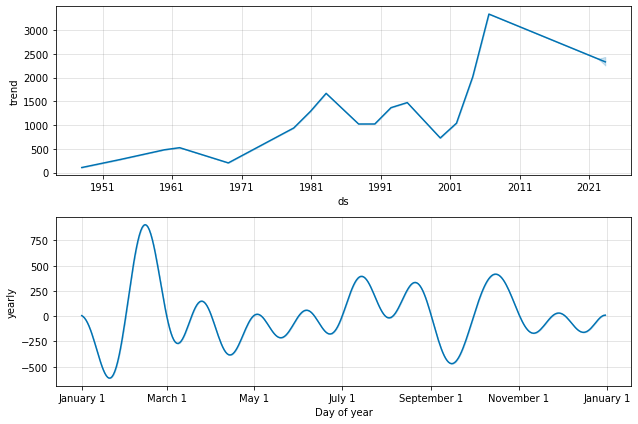 3000
2500
2000
1500
1000
500
0
trend
1951
1961
1971
1981
1991
2001
2011
2021
ds
750
500
250
0
−250
−500
yearly
January 1
March 1
May 1
July 1
September 1
November 1
January 1
Day of year